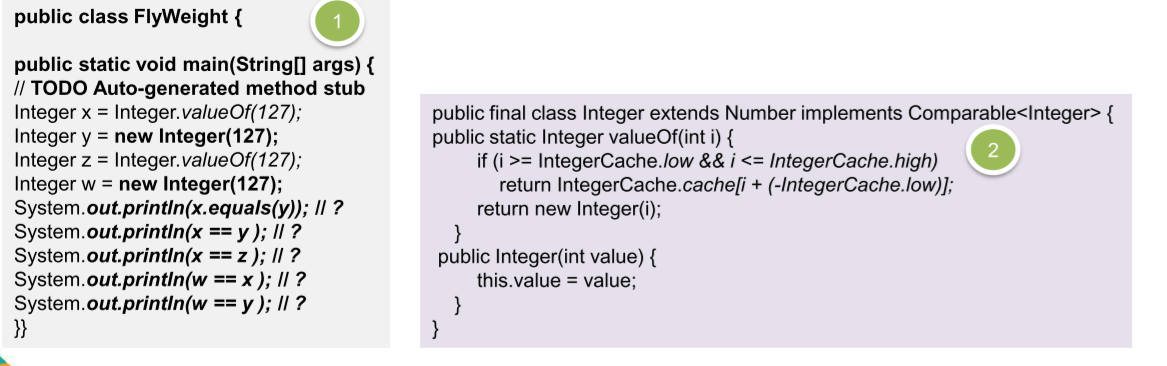 public class FlyWeight {
1
public static void main(String[] args) {
// TODO Auto-generated method stub
Integer x = Integer.valueOf(127);
Integer y = new Integer(127);
Integer z = Integer.valueOf(127);
Integer w = new Integer(127);
System.out.println(x.equals(y)); // ?
System.out.println(x == y ); // ?
System.out.println(x == z ); // ?
System.out.println(w == x ); // ?
System.out.println(w == y ); // ?
}}
public final class Integer extends Number implements Comparable<Integer> {
public static Integer valueOf(int i) {
2
if (i >= IntegerCache.low && i <= IntegerCache.high)
return IntegerCache.cache[i + (-IntegerCache.low)];
return new Integer(i);
}
public Integer(int value) {
this.value = value;
}
}